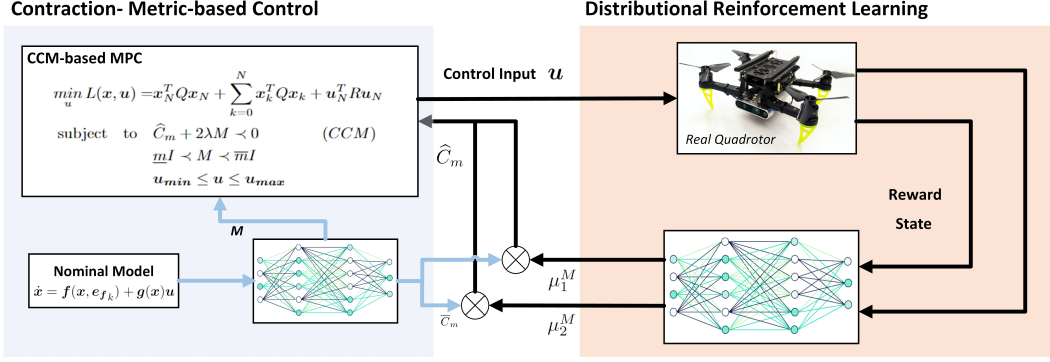 Contraction- Metric-based Control
Distributional Reinforcement Learning
CCM-based MPC
min_u L(x, u) = x_N^T Q x_N + ∑_{k=0}^{N} x_k^T Q x_k + u_N^T R u_N
subject to Ĉ_m + 2λM ≺ 0 (CCM)
m̲I ≺ M ≺ m̅I
u_min ≤ u ≤ u_max
Control Input u
Real Quadrotor
Ĉ_m
Reward
State
M
Nominal Model
ẋ = f(x, e_{f_k}) + g(x)u
μ_1^M
C̅_m
μ_2^M